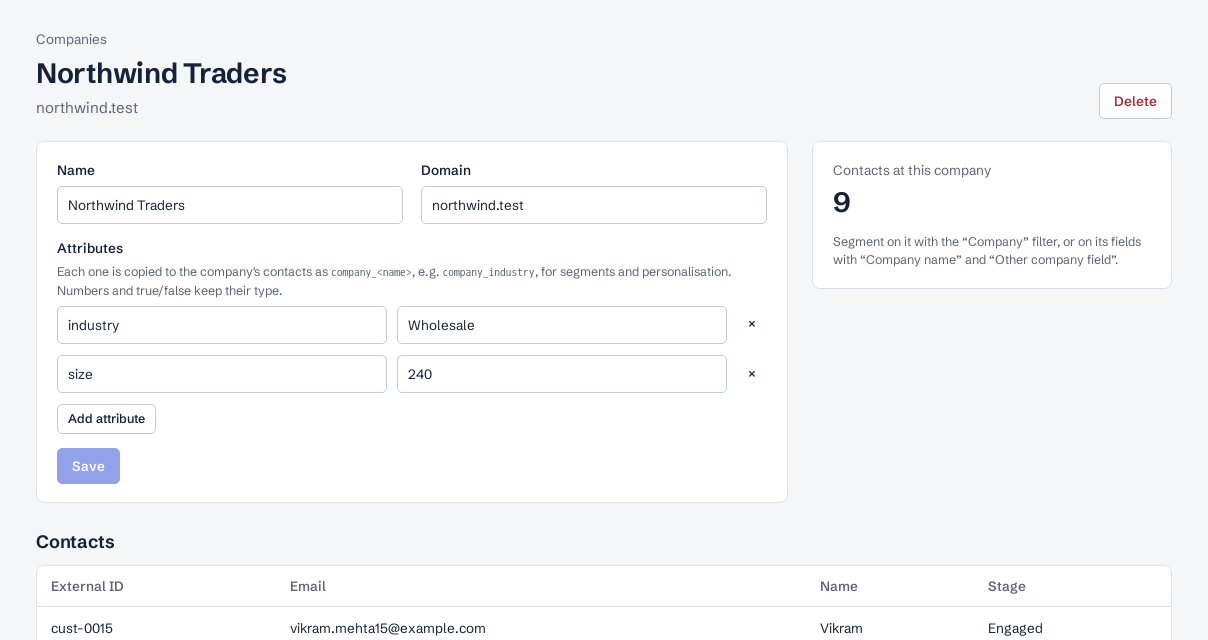 Companies
Northwind Traders
northwind.test
Delete
Name
Domain
Northwind Traders
northwind.test
Attributes
Each one is copied to the company's contacts as company_<name>, e.g. company_industry, for segments and personalisation.
Numbers and true/false keep their type.
industry
Wholesale
×
size
240
×
Add attribute
Save
Contacts at this company
9
Segment on it with the “Company” filter, or on its fields
with “Company name” and “Other company field”.
Contacts
External ID
Email
Name
Stage
cust-0015
vikram.mehta15@example.com
Vikram
Engaged